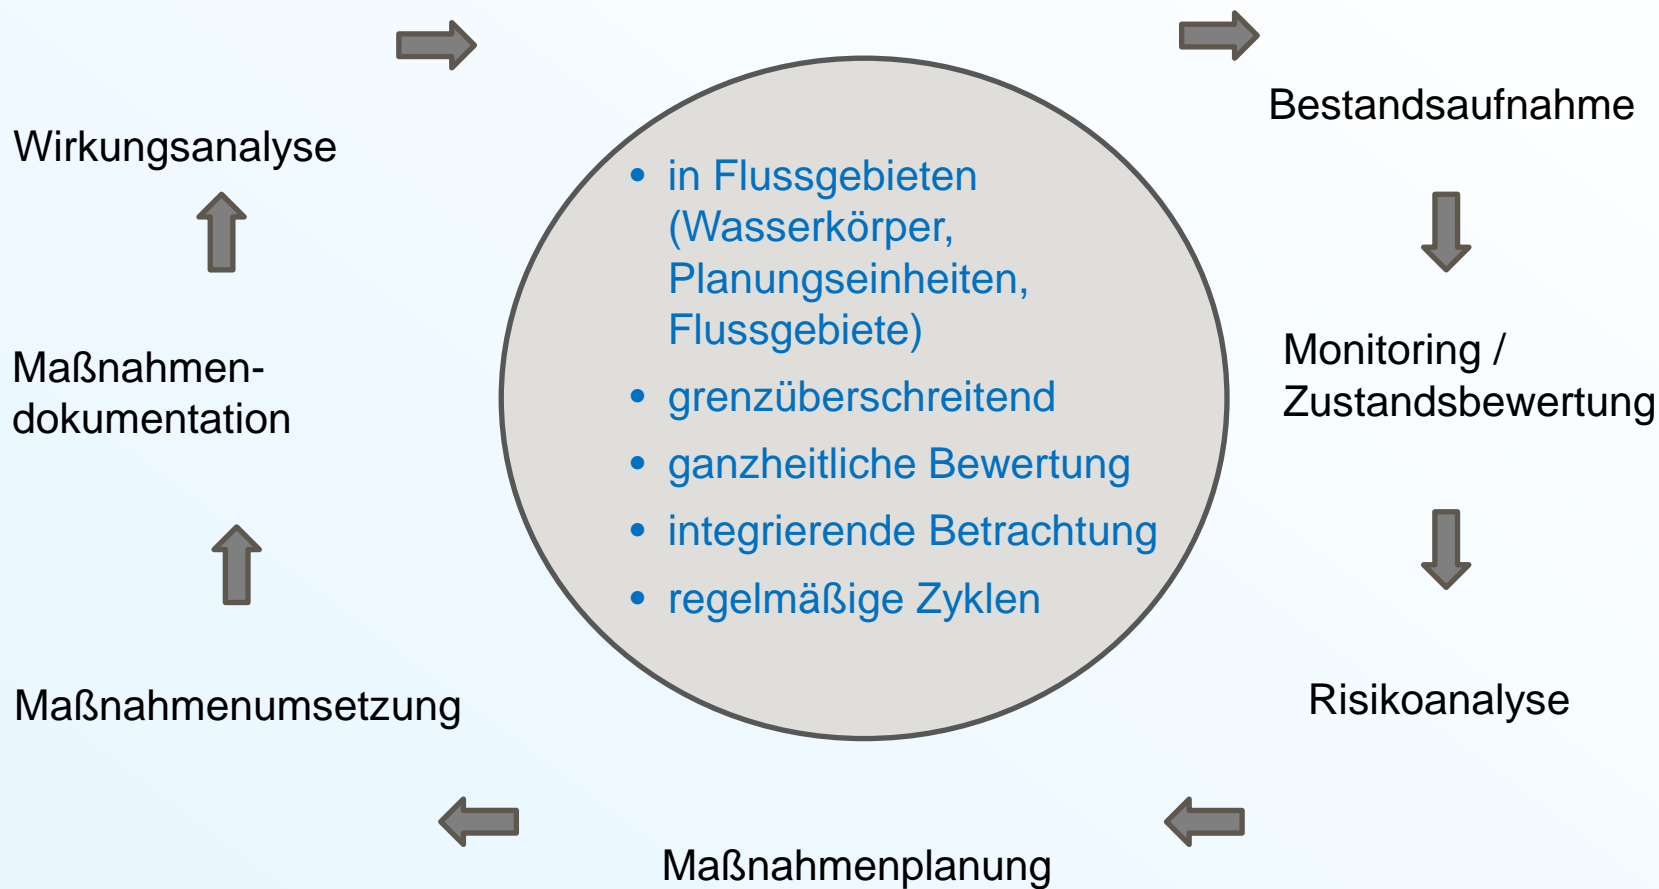 Bestandsaufnahme
Wirkungsanalyse
• in Flussgebieten
(Wasserkörper,
Planungseinheiten,
Flussgebiete)
• grenzüberschreitend
• ganzheitliche Bewertung
• integrierende Betrachtung
• regelmäßige Zyklen
Monitoring /
Zustandsbewertung
Maßnahmen-
dokumentation
Risikoanalyse
Maßnahmenumsetzung
Maßnahmenplanung